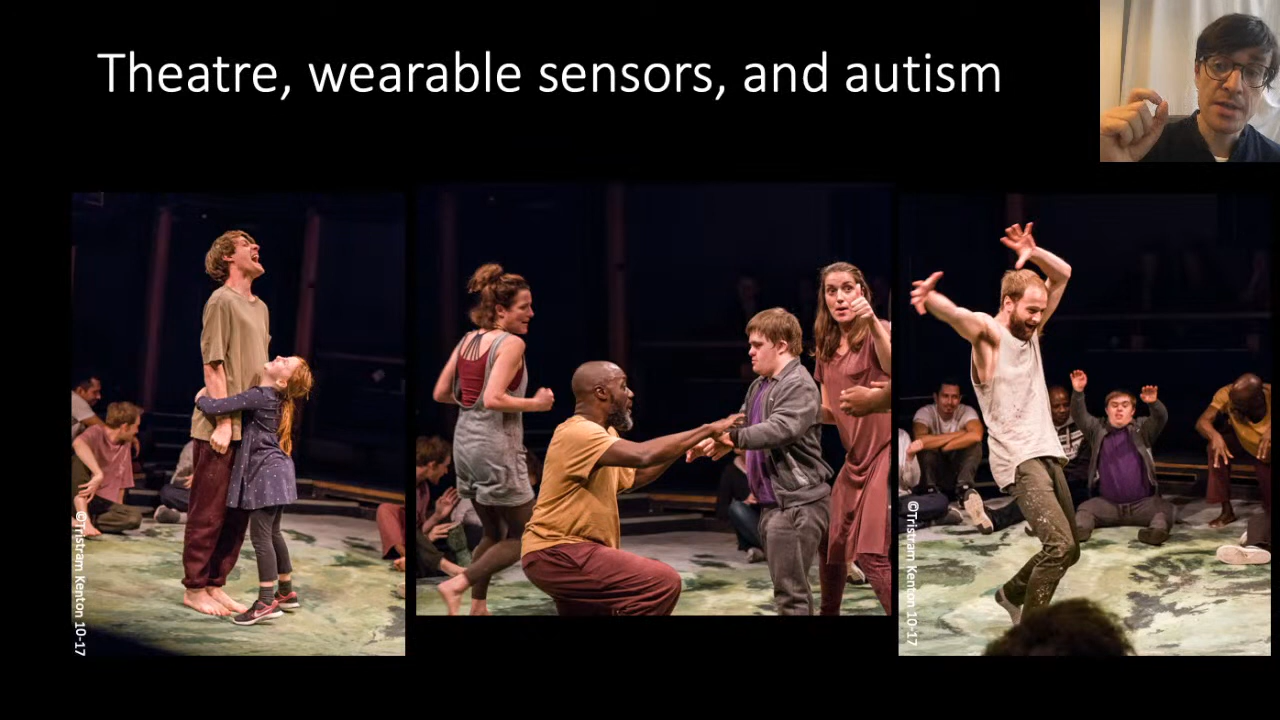 Theatre, wearable sensors, and autism
©Tristram Kenton 10-17
©Tristram Kenton 10-17